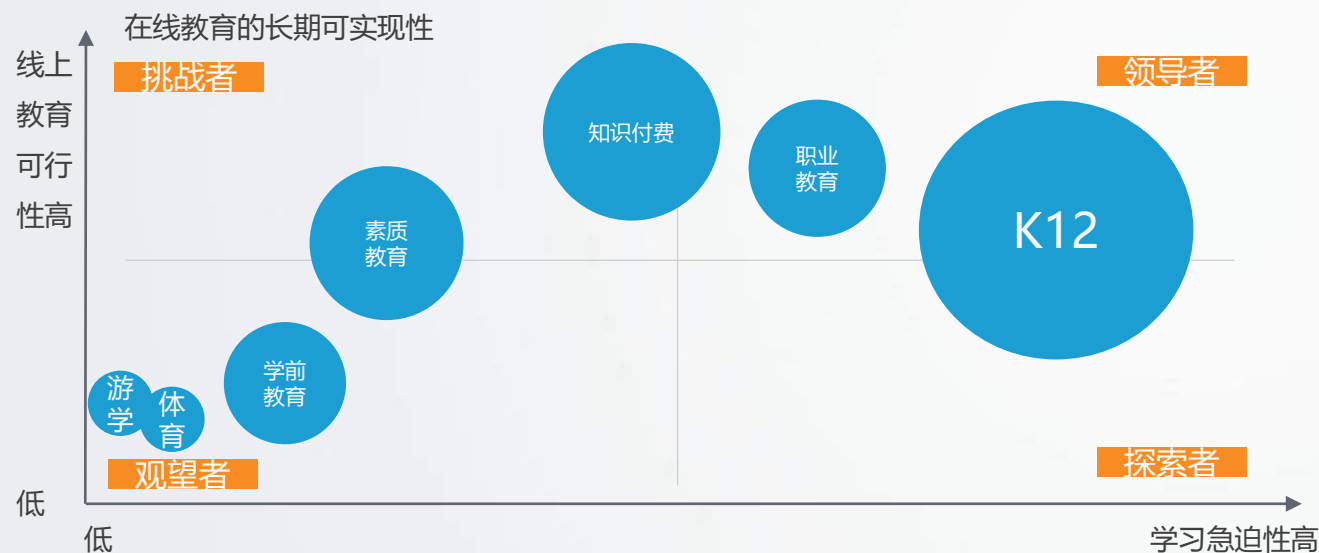 在线教育的长期可实现性
线上
教育
可行
性高
挑战者
领导者
知识付费
职业
教育
K12
素质
教育
学前
教育
游
学
体
育
观望者
探索者
低
低
学习急迫性高